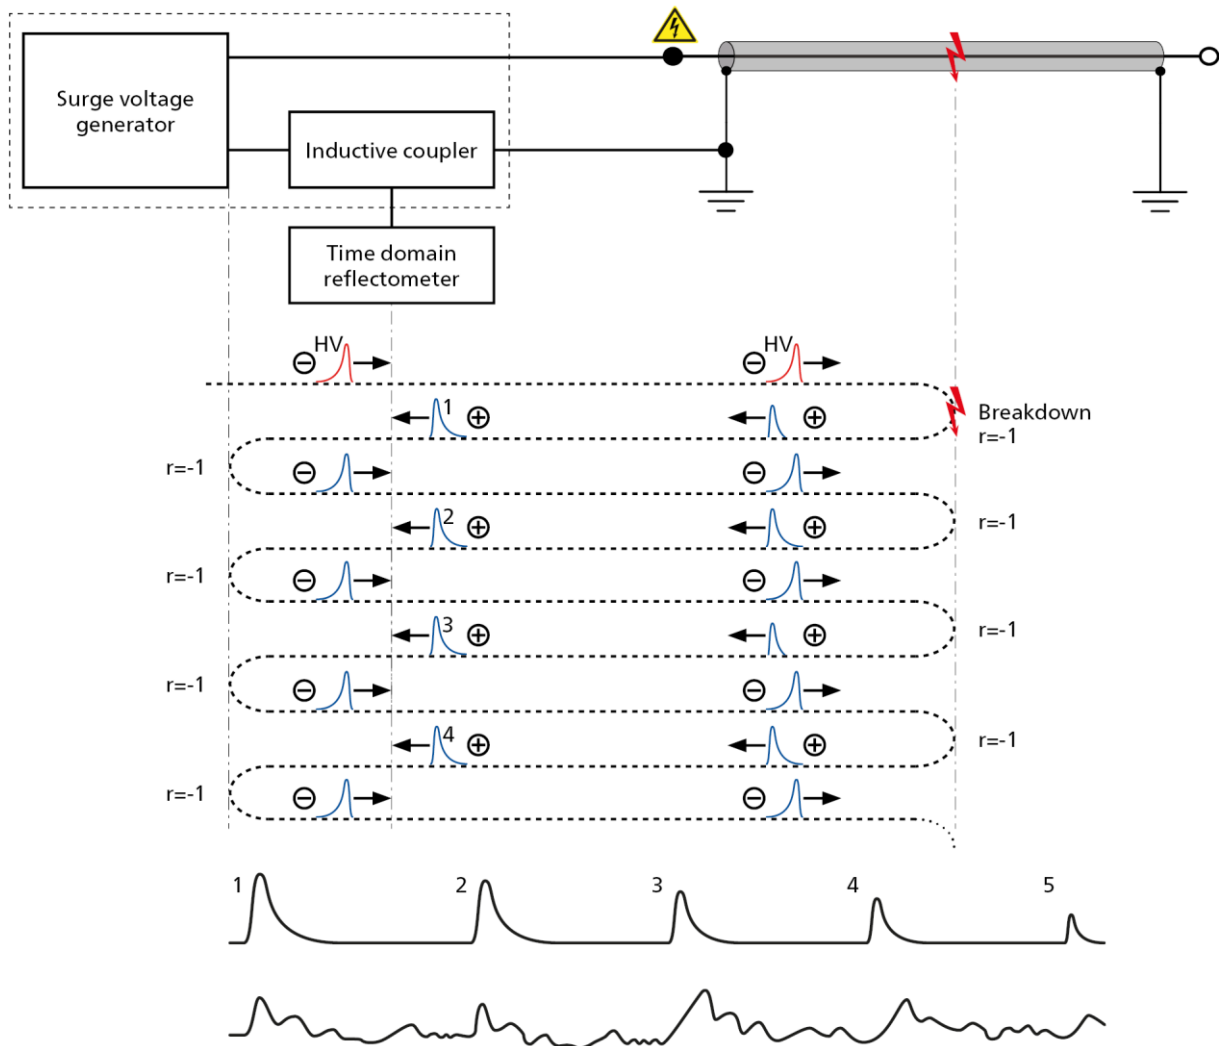 Surge voltage
generator
Inductive coupler
Time domain
reflectometer
HV
HV
1
Breakdown
r=-1
r=-1
2
r=-1
r=-1
3
r=-1
r=-1
4
r=-1
r=-1
1
2
3
4
5